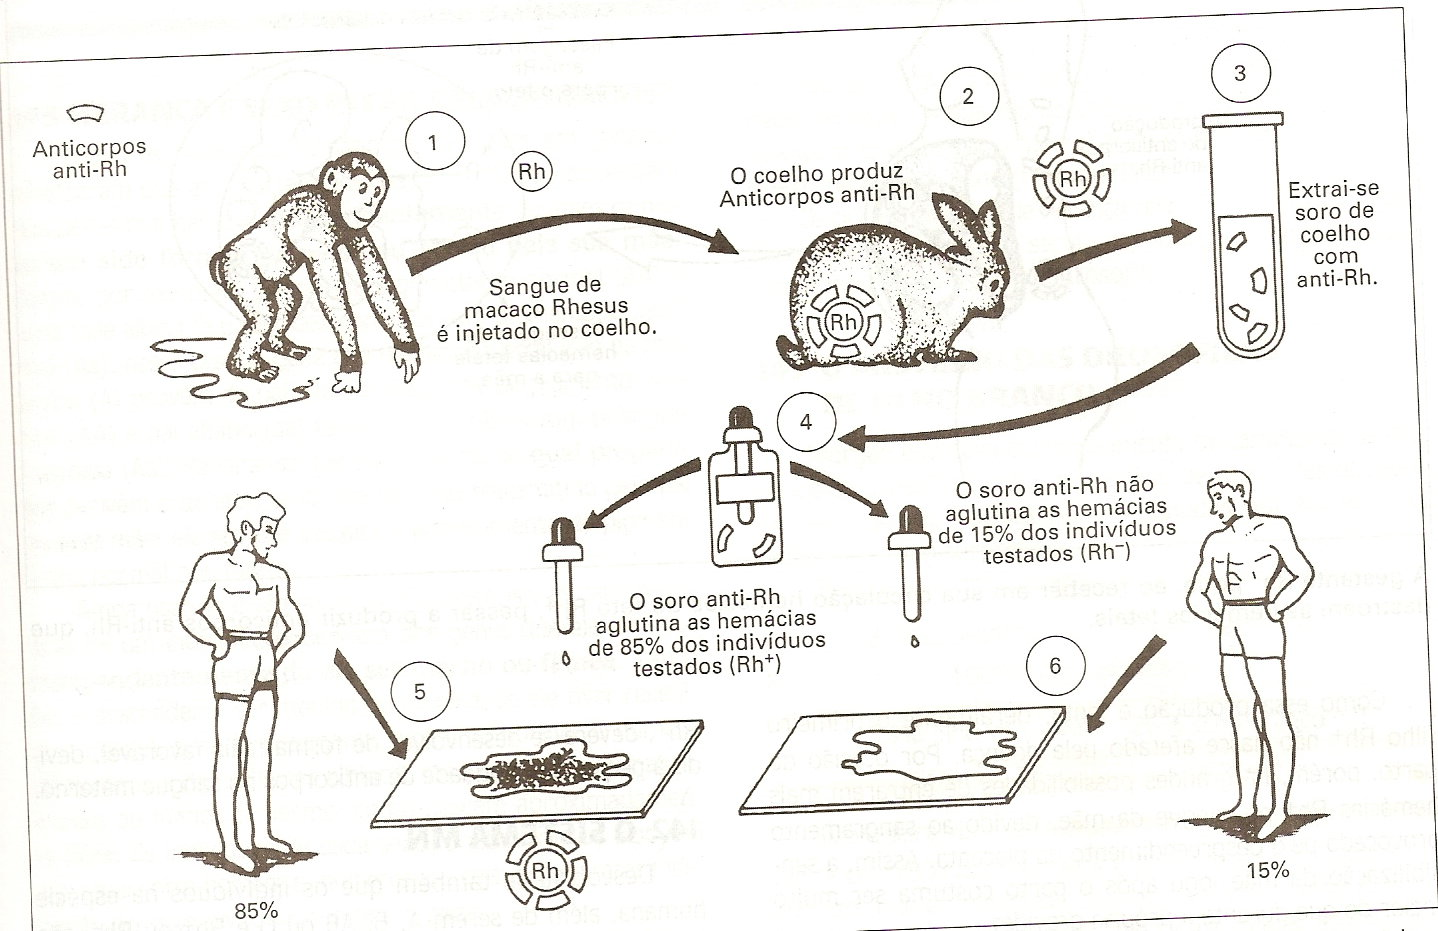 Anticorpos
anti-Rh
1
Rh
Sangue de
macaco Rhesus
é injetado no coelho.
2
O coelho produz
Anticorpos anti-Rh
Rh
Rh
3
Extrai-se
soro de
coelho
com
anti-Rh.
4
O soro anti-Rh
aglutina as hemácias
de 85% dos indivíduos
testados (Rh⁺)
O soro anti-Rh não
aglutina as hemácias
de 15% dos indivíduos
testados (Rh⁻)
5
Rh
85%
6
15%